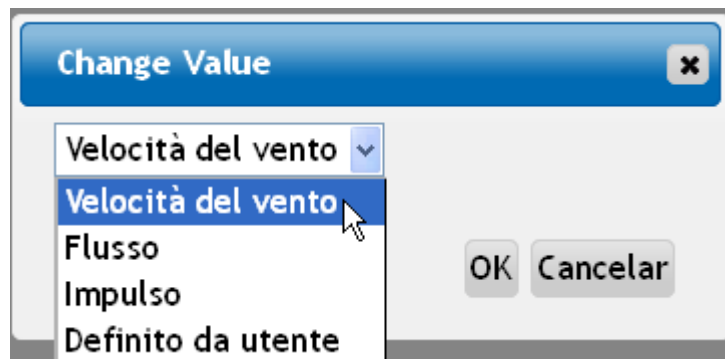 Change Value
Velocità del vento
Velocità del vento
Flusso
Impulso
Definito da utente
OK Cancelar